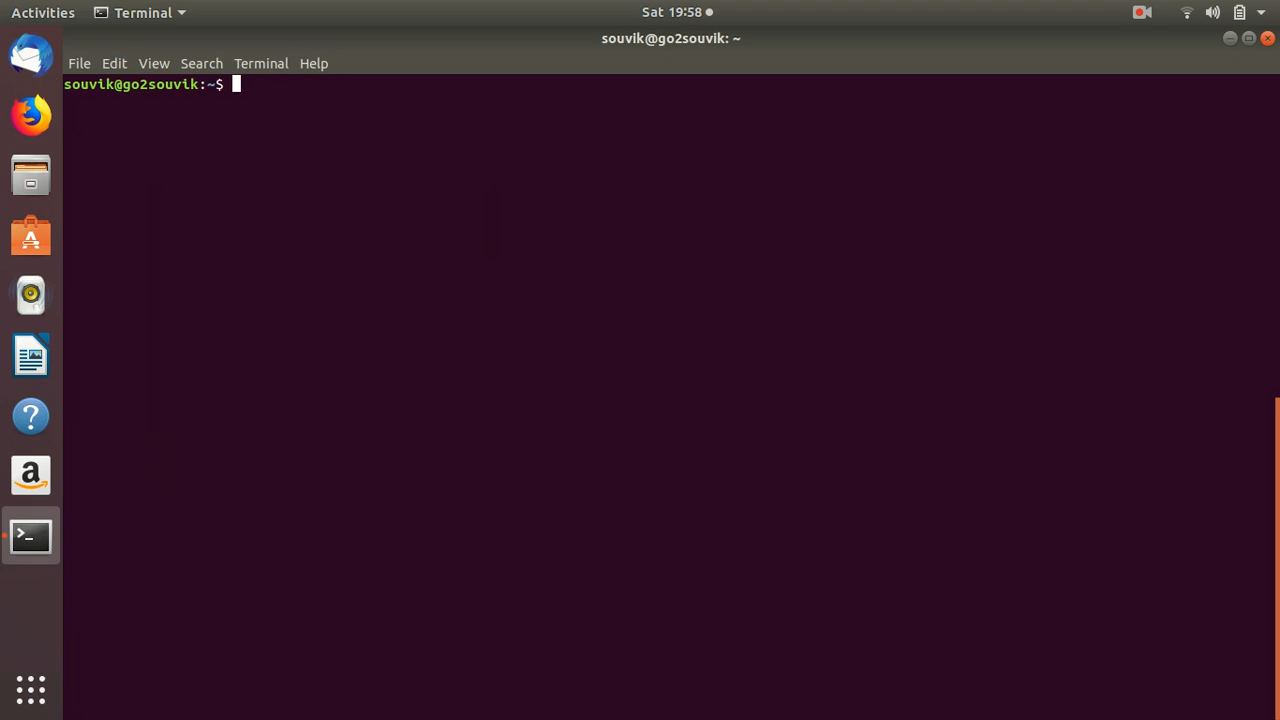 Activities Terminal Sat 19:58
souvik@go2souvik: ~
File Edit View Search Terminal Help
souvik@go2souvik:~$